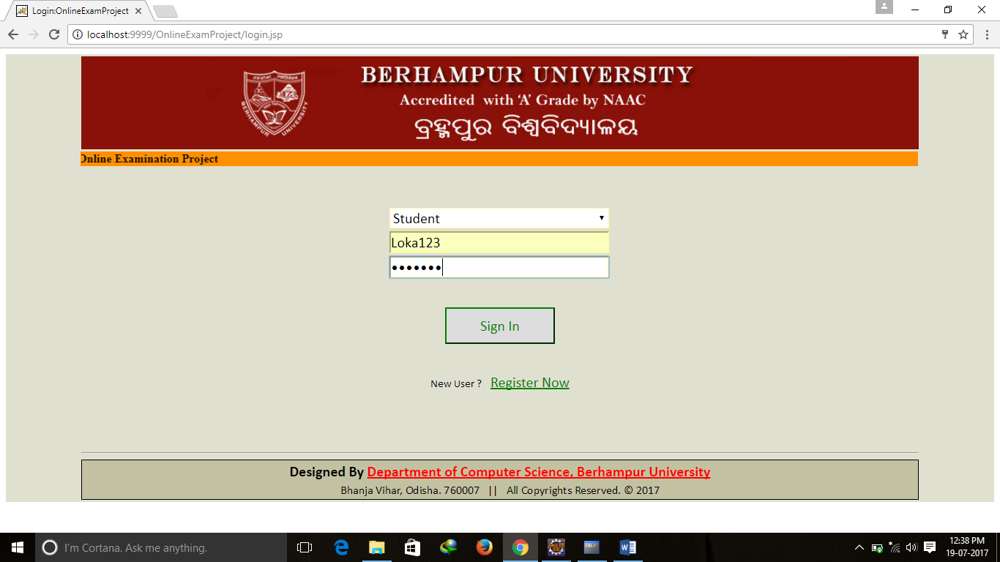 Login:OnlineExamProject
localhost:9999/OnlineExamProject/login.jsp
BERHAMPUR UNIVERSITY
Accredited with ‘A’ Grade by NAAC
ବ୍ରହ୍ମପୁର ବିଶ୍ୱବିଦ୍ୟାଳୟ
BERHAMPUR UNIVERSITY
Online Examination Project
Student
Loka123
•••••••
Sign In
New User ? Register Now
Designed By Department of Computer Science, Berhampur University
Bhanja Vihar, Odisha. 760007 || All Copyrights Reserved. © 2017
I'm Cortana. Ask me anything.
12:38 PM
19-07-2017